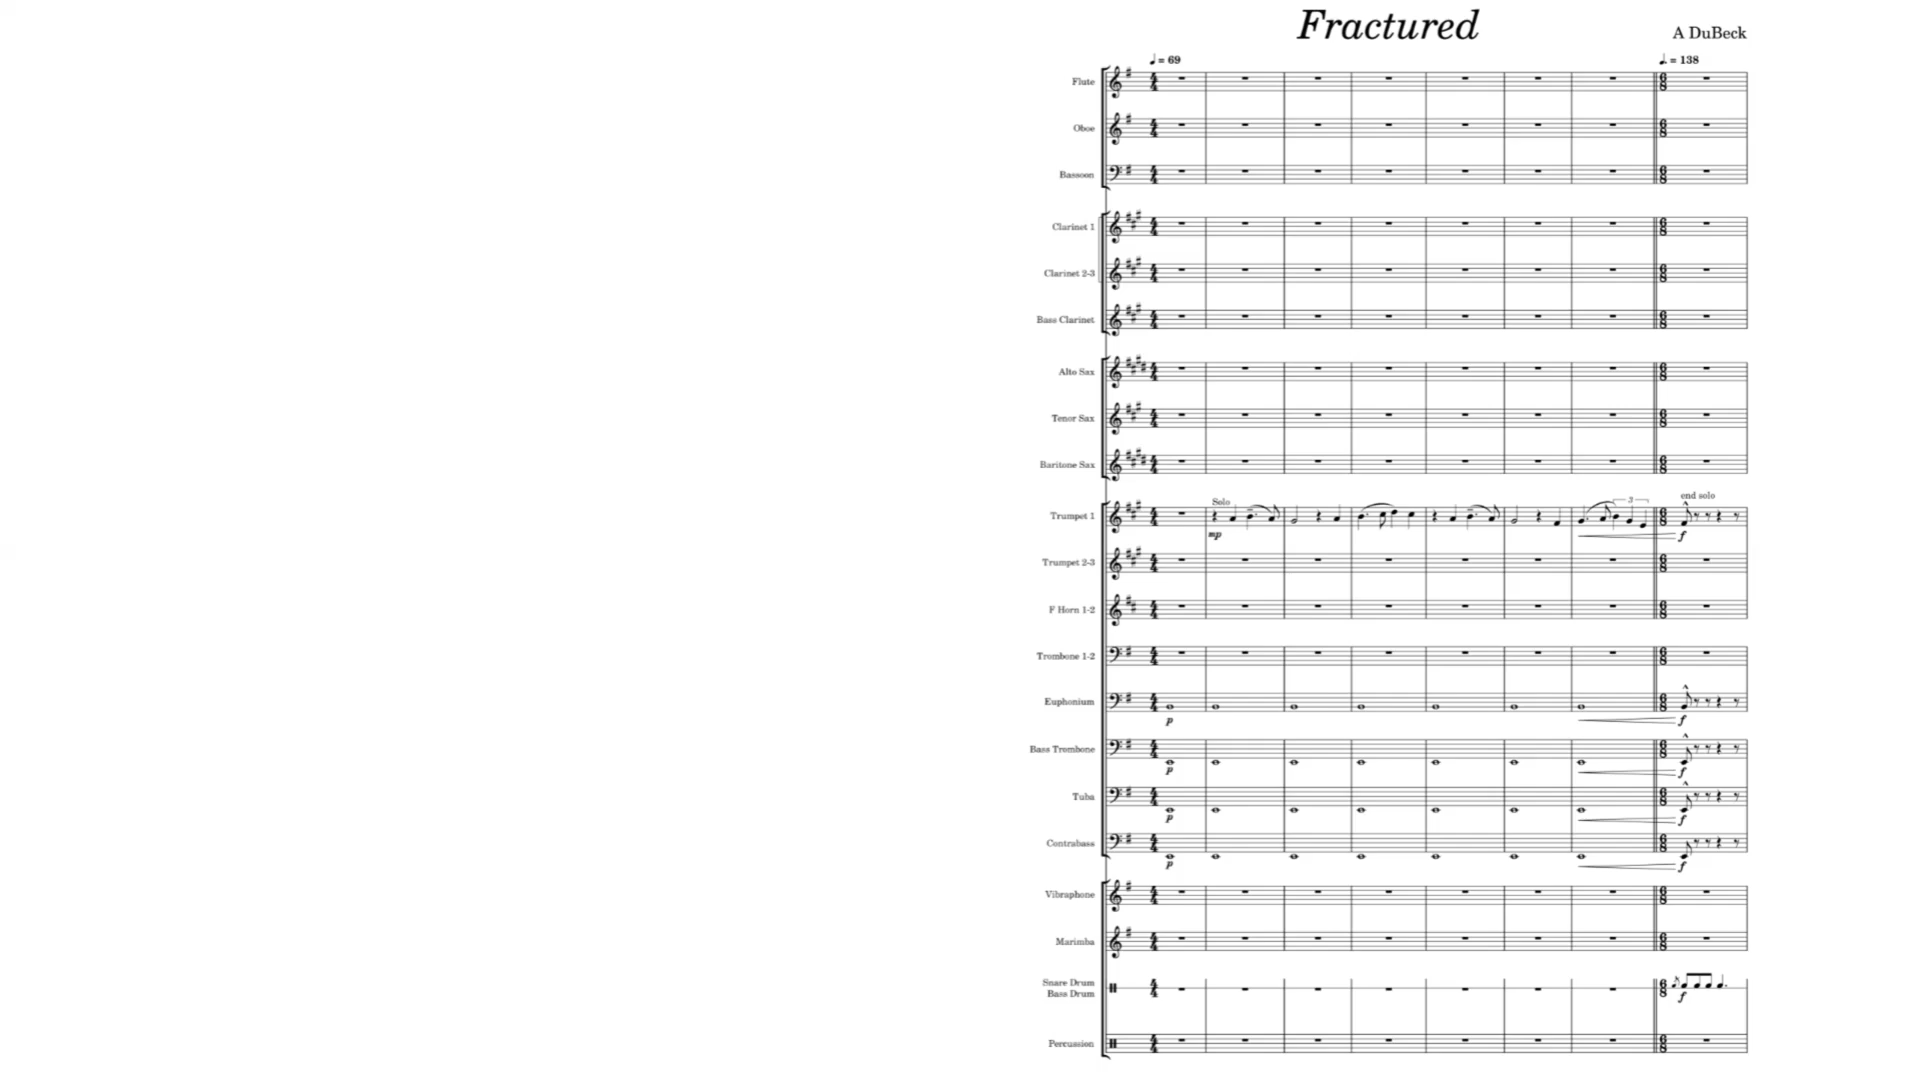 Fractured
A DuBeck
♩ = 69
♩. = 138
Flute
Oboe
Bassoon
Clarinet 1
Clarinet 2-3
Bass Clarinet
Alto Sax
Tenor Sax
Baritone Sax
Solo
3
end solo
Trumpet 1
mp
f
Trumpet 2-3
F Horn 1-2
Trombone 1-2
Euphonium
p
f
Bass Trombone
p
f
Tuba
p
f
Contrabass
p
f
Vibraphone
Marimba
Snare Drum
Bass Drum
f
Percussion